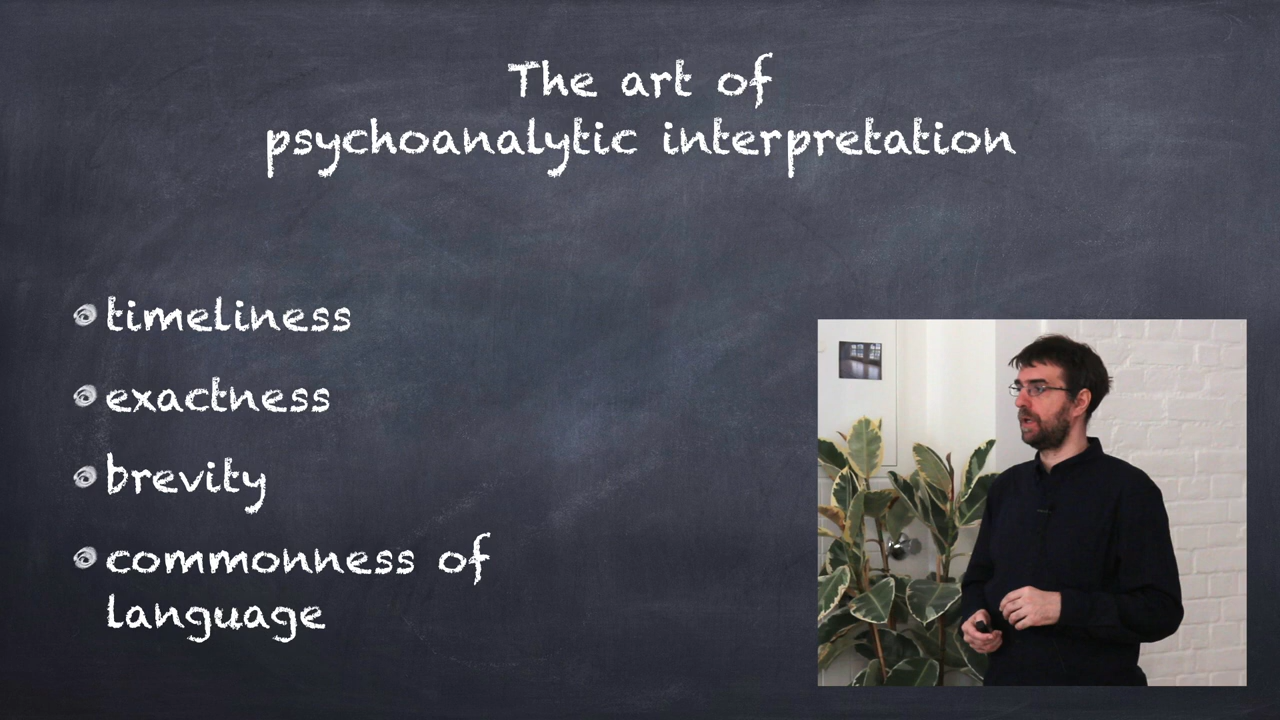 The art of
psychoanalytic interpretation
timeliness
exactness
brevity
commonness of
language